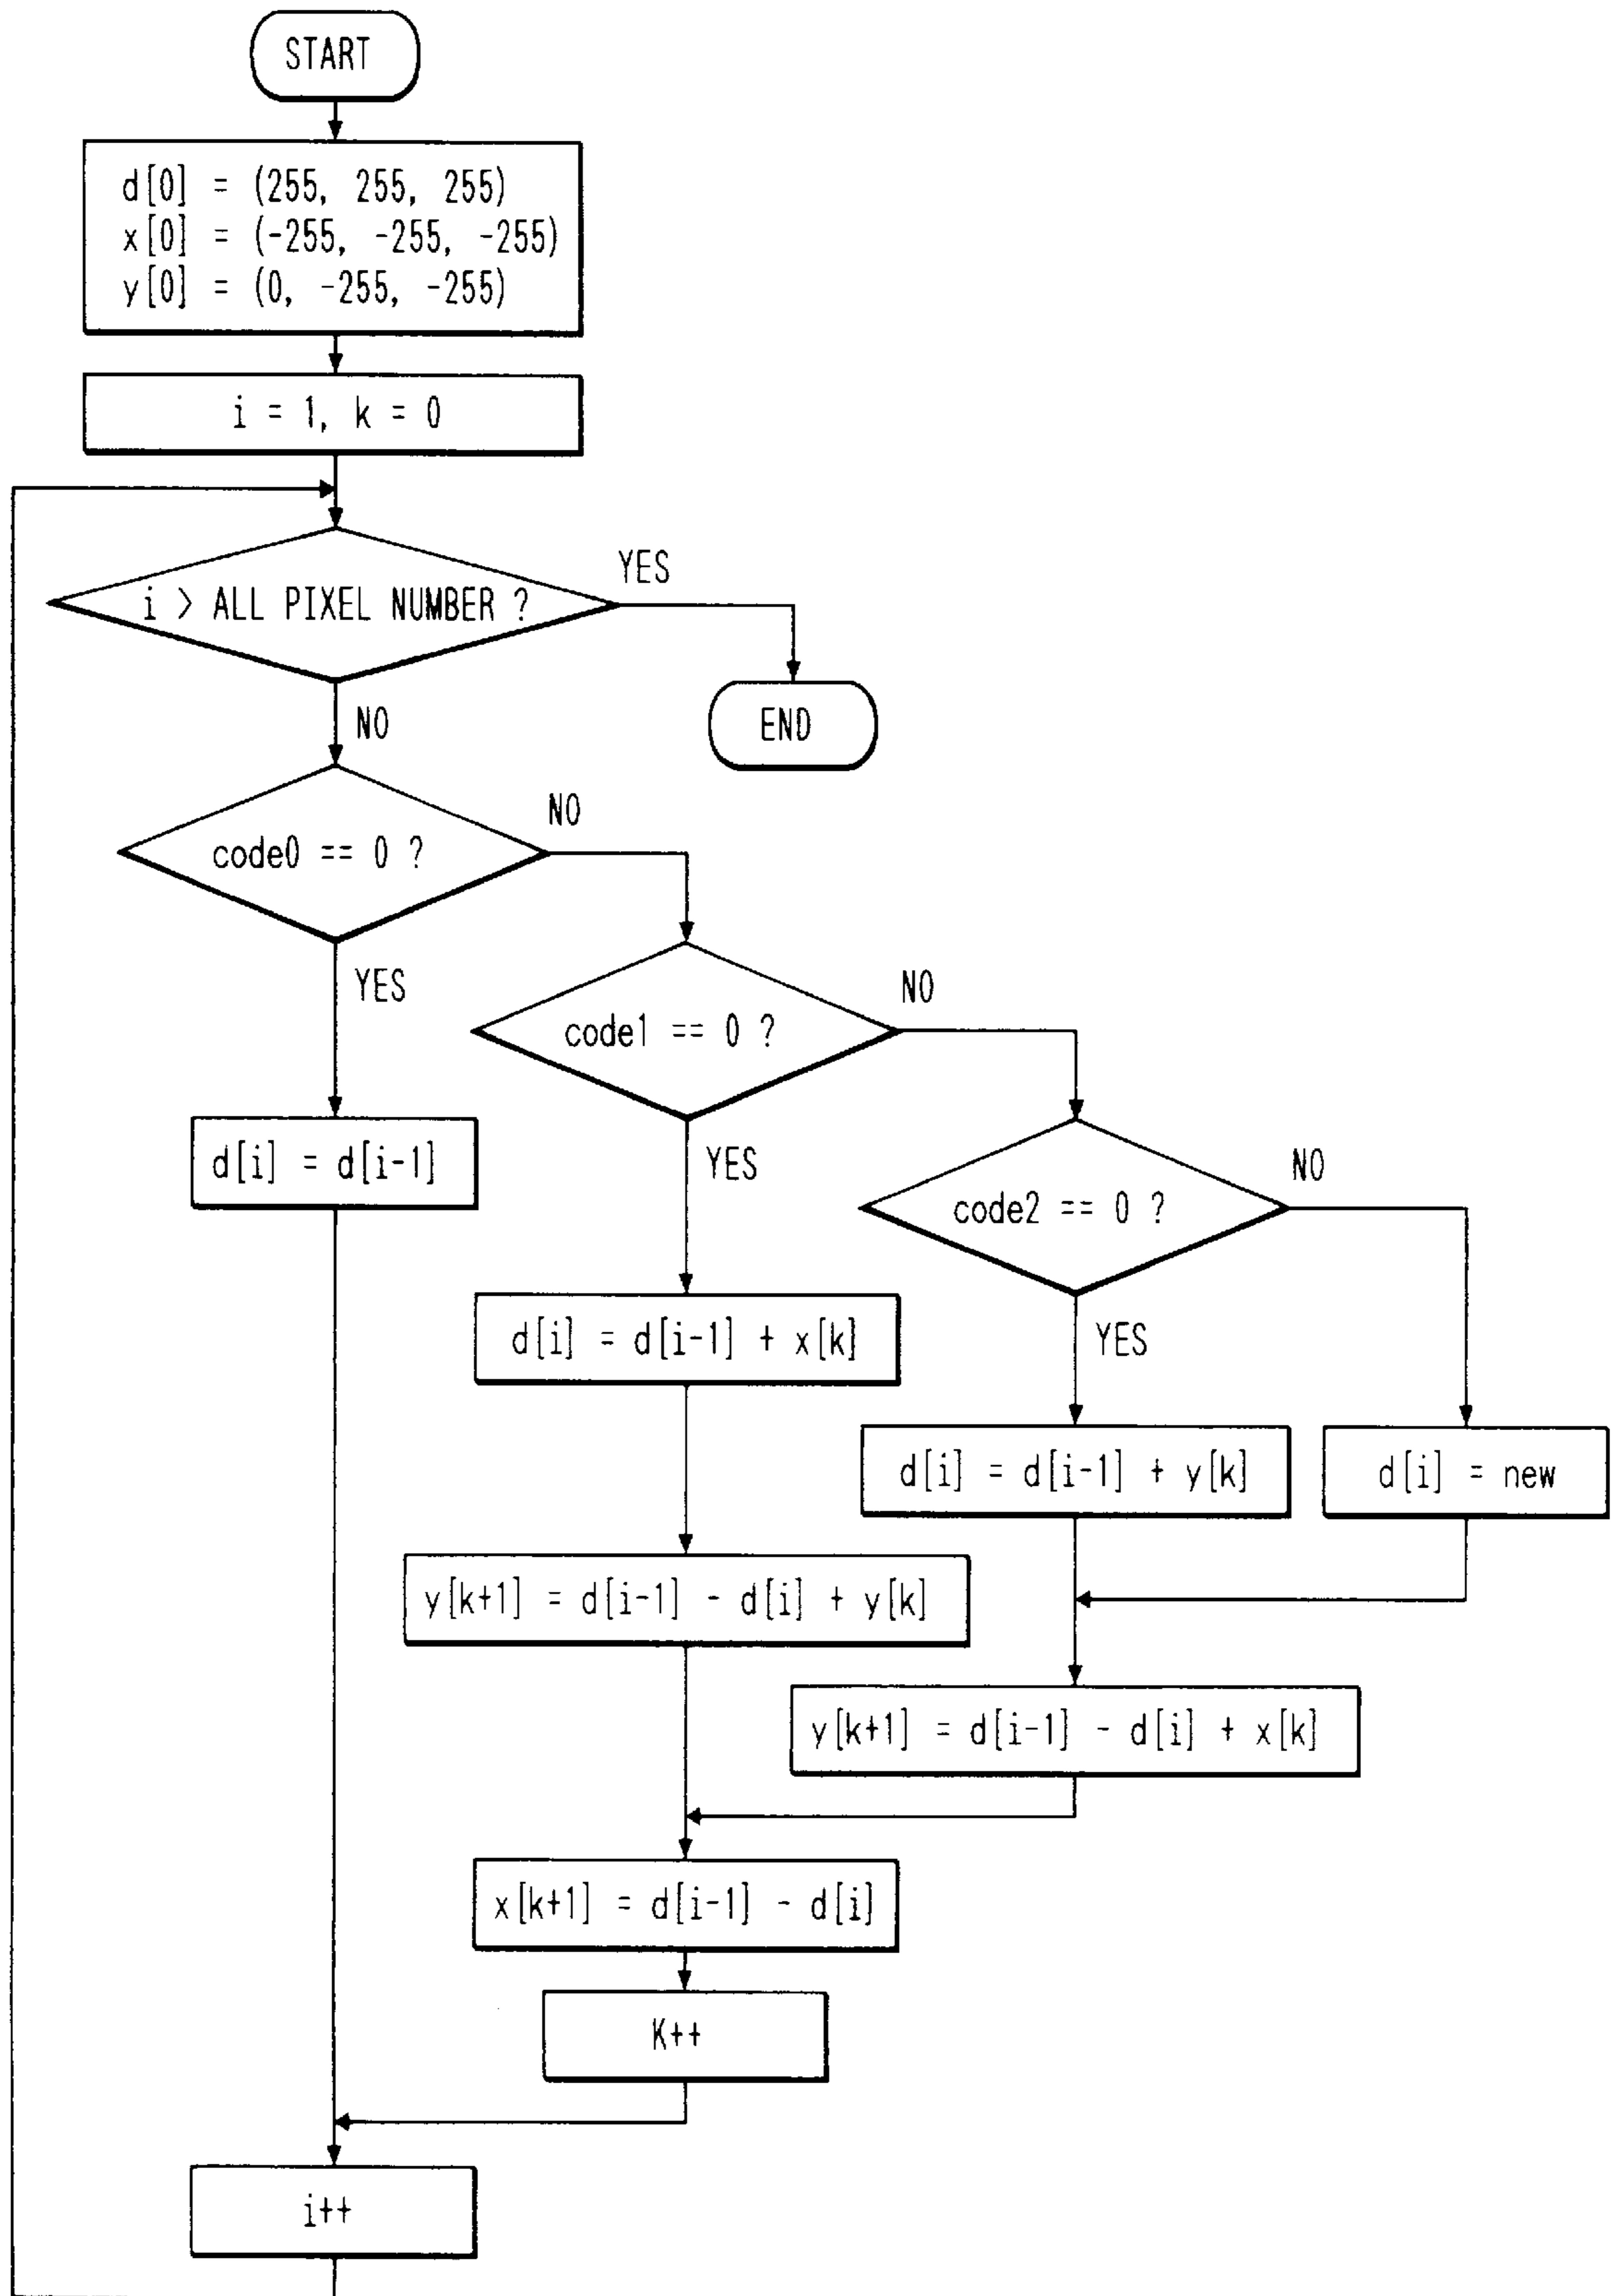 START
d[0] = (255, 255, 255)
x[0] = (-255, -255, -255)
y[0] = (0, -255, -255)
i = 1, k = 0
i > ALL PIXEL NUMBER ?
YES
END
NO
code0 == 0 ?
NO
YES
code1 == 0 ?
NO
d[i] = d[i-1]
YES
code2 == 0 ?
NO
d[i] = d[i-1] + x[k]
YES
d[i] = d[i-1] + y[k]
d[i] = new
y[k+1] = d[i-1] - d[i] + y[k]
y[k+1] = d[i-1] - d[i] + x[k]
x[k+1] = d[i-1] - d[i]
K++
i++